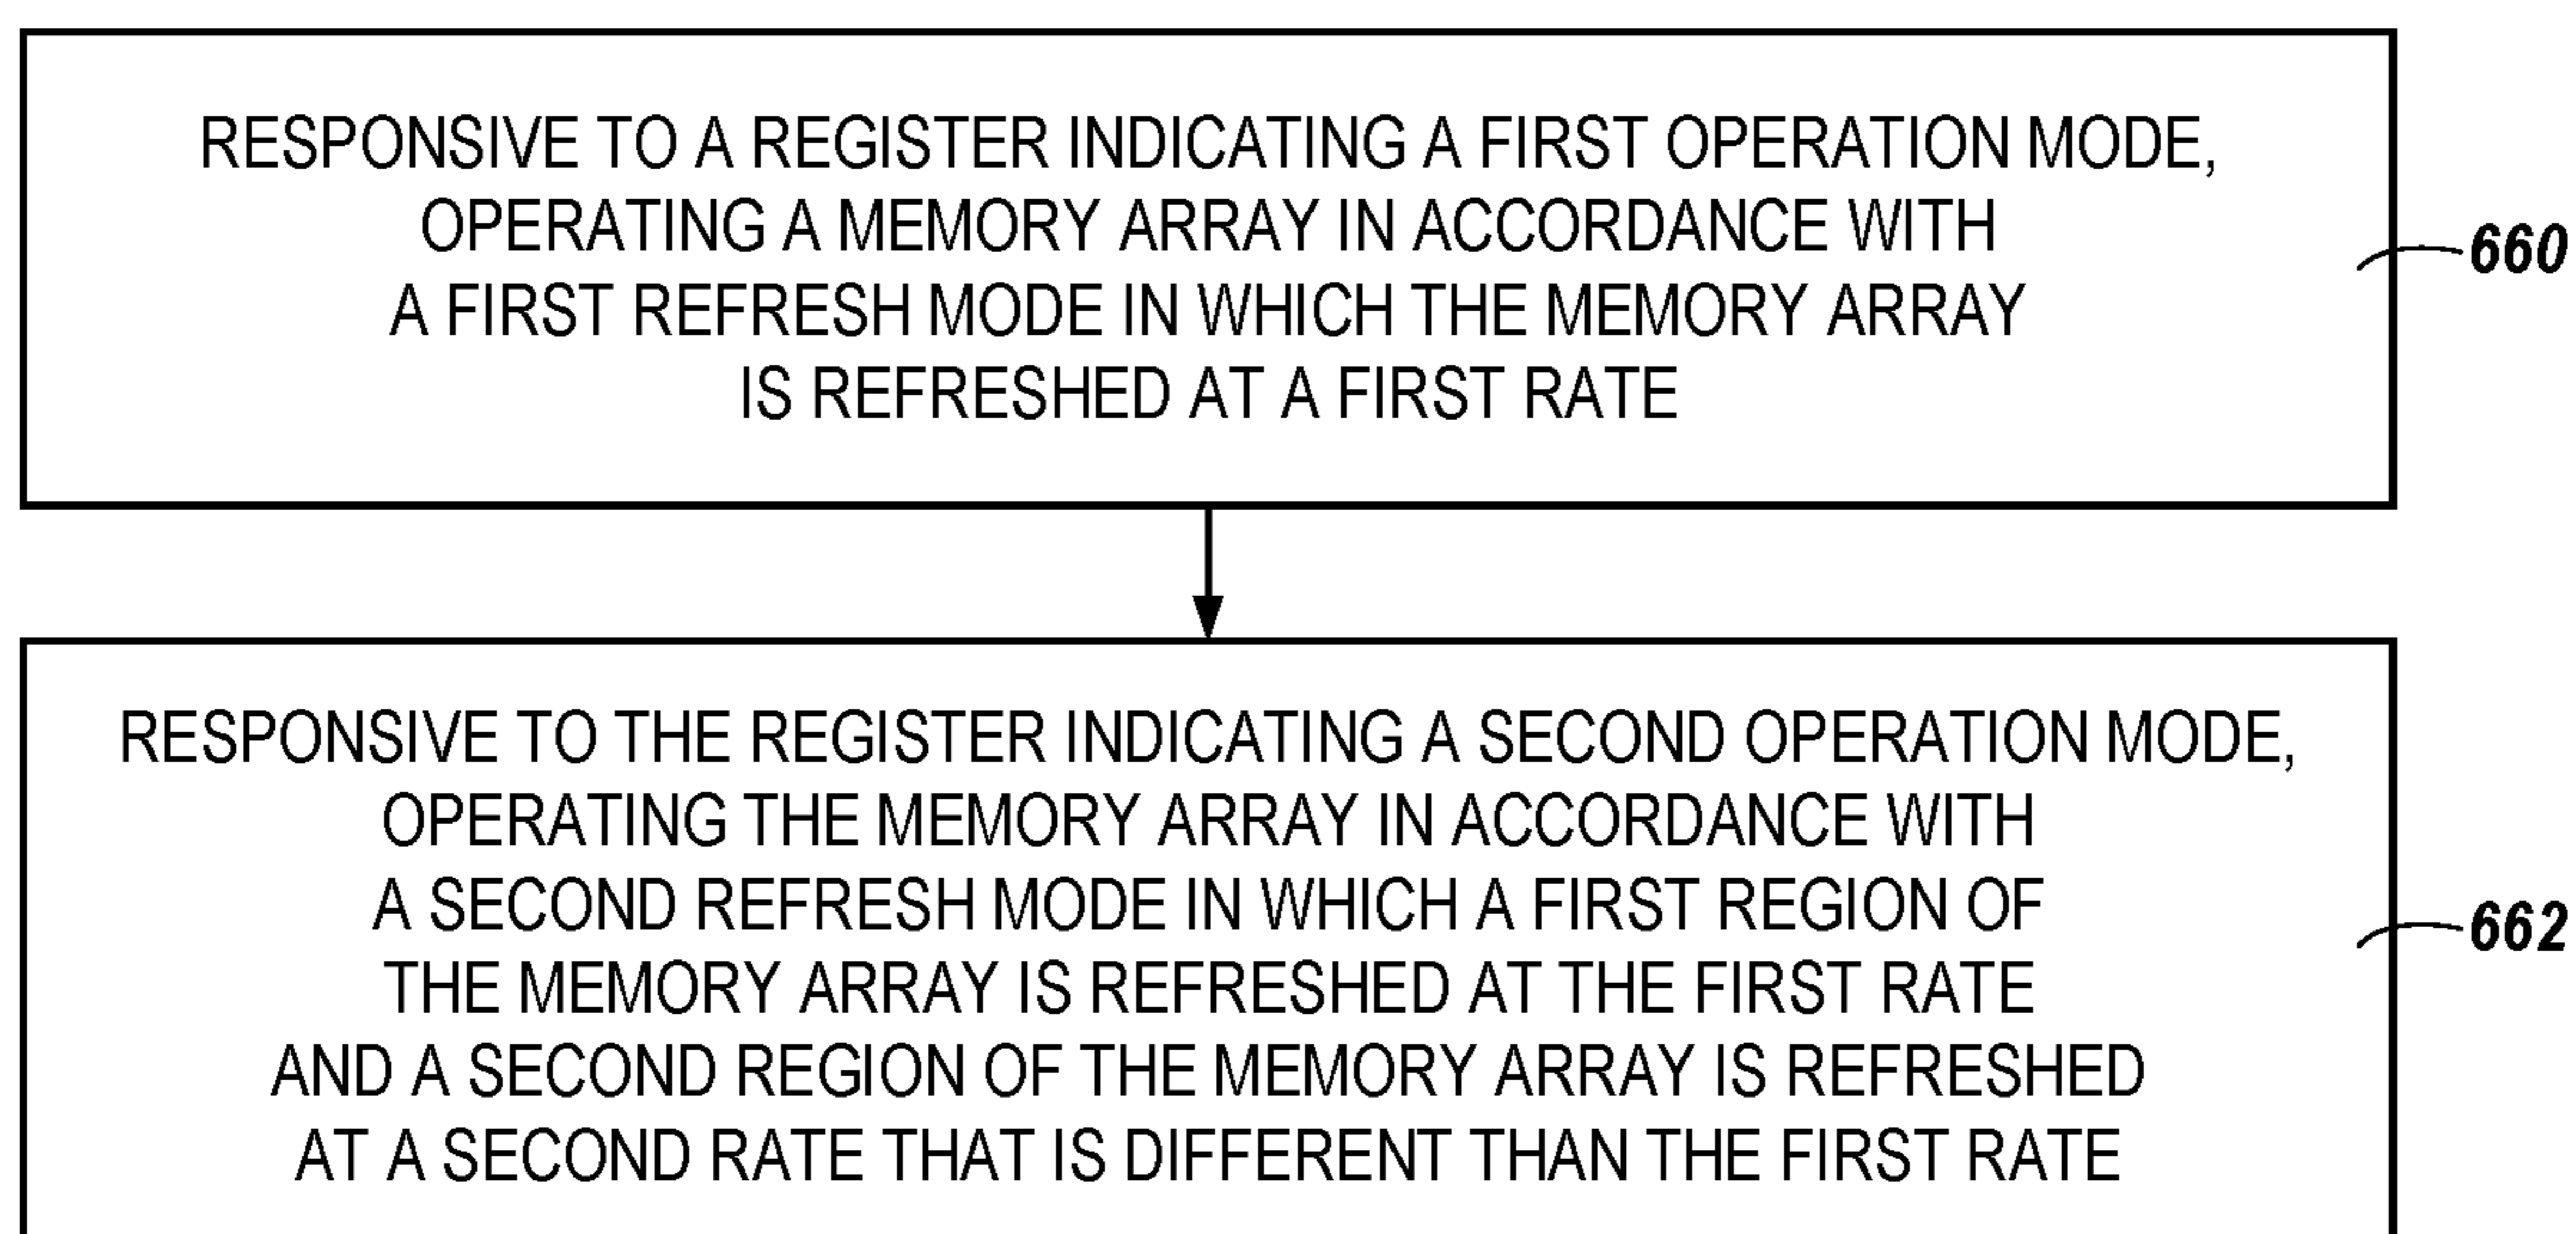 RESPONSIVE TO A REGISTER INDICATING A FIRST OPERATION MODE,
OPERATING A MEMORY ARRAY IN ACCORDANCE WITH
A FIRST REFRESH MODE IN WHICH THE MEMORY ARRAY
IS REFRESHED AT A FIRST RATE
660
RESPONSIVE TO THE REGISTER INDICATING A SECOND OPERATION MODE,
OPERATING THE MEMORY ARRAY IN ACCORDANCE WITH
A SECOND REFRESH MODE IN WHICH A FIRST REGION OF
THE MEMORY ARRAY IS REFRESHED AT THE FIRST RATE
AND A SECOND REGION OF THE MEMORY ARRAY IS REFRESHED
AT A SECOND RATE THAT IS DIFFERENT THAN THE FIRST RATE
662